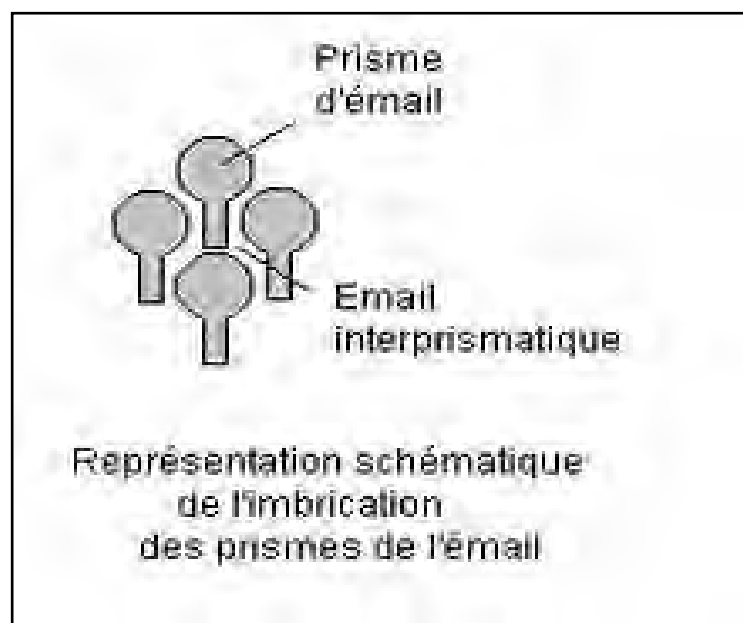 Prisme
d'émail
Email
interprismatique
Représentation schématique
de l'imbrication
des prismes de l'émail